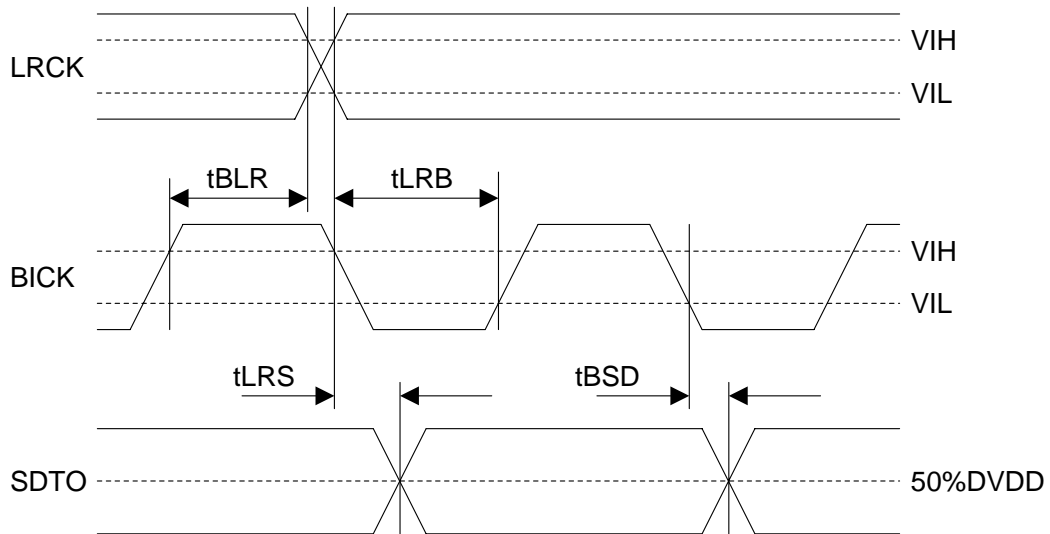 LRCK
VIH
VIL
tBLR
tLRB
BICK
VIH
VIL
tLRS
tBSD
SDTO
50%DVDD